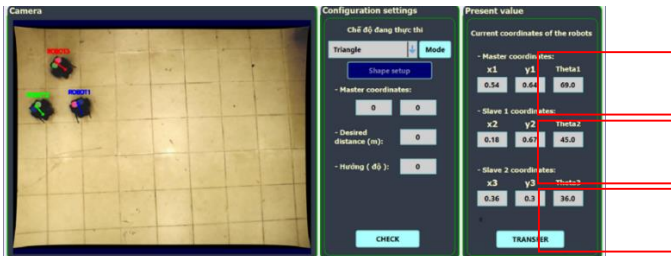 Camera
ROBOT3
ROBOT1
Configuration settings
Chế độ đang thực thi
Triangle
Mode
Shape setup
- Master coordinates:
0 0
- Desired distance (m): 0
- Hướng ( độ ): 0
CHECK
Present value
Current coordinates of the robots
- Master coordinates:
x1 y1 Theta1
0.54 0.64 69.0
- Slave 1 coordinates:
x2 y2 Theta2
0.18 0.67 45.0
- Slave 2 coordinates:
x3 y3 Theta3
0.36 0.3 36.0
TRANSFER